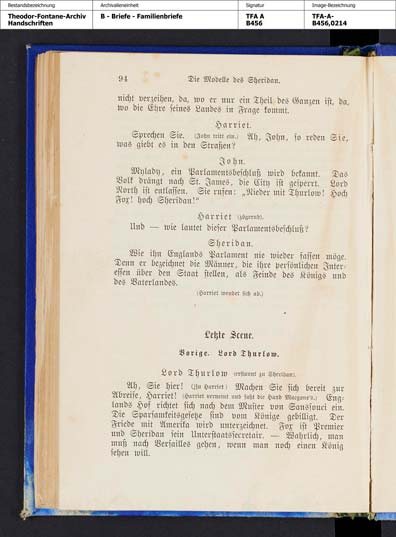 Bestandsbezeichnung
Theodor-Fontane-Archiv
Handschriften
Archivalieneinheit
B - Briefe - Familienbriefe
Signatur
TFA A
B456
Image-Bezeichnung
TFA-A-
B456,0214
94 Die Modelle des Sheridan.
nicht verzeihen, da, wo er nur ein Theil des Ganzen ist, da,
wo die Ehre seines Landes in Frage kommt.
Harriet.
Sprechen Sie. (John tritt ein.) Ah, John, so reden Sie,
was giebt es in den Straßen?
John.
Mylady, ein Parlamentsbeschluß wird bekannt. Das
Volk drängt nach St. James, die City ist gesperrt. Lord
North ist entlassen. Sie rufen: „Nieder mit Thurlow! Hoch
Fox! hoch Sheridan!“
Harriet (zögernd).
Und — wie lautet dieser Parlamentsbeschluß?
Sheridan.
Wie ihn Englands Parlament nie wieder fassen möge.
Denn er bezeichnet die Männer, die ihre persönlichen Inter-
essen über den Staat stellen, als Feinde des Königs und
des Vaterlandes.
(Harriet wendet sich ab.)
Letzte Scene.
Vorige. Lord Thurlow.
Lord Thurlow (erstaunt zu Sheridan).
Ah, Sie hier! (Zu Harriet) Machen Sie sich bereit zur
Abreise, Harriet! (Harriet verneint und faßt die Hand Margone's.) Eng-
lands Hof richtet sich nach dem Muster von Sanssouci ein.
Die Sparsamkeitsgesetze sind vom Könige gebilligt. Der
Friede mit Amerika wird unterzeichnet. Fox ist Premier
und Sheridan sein Unterstaatssecretair. — Wahrlich, man
muß nach Versailles gehen, wenn man noch einen König
sehen will.